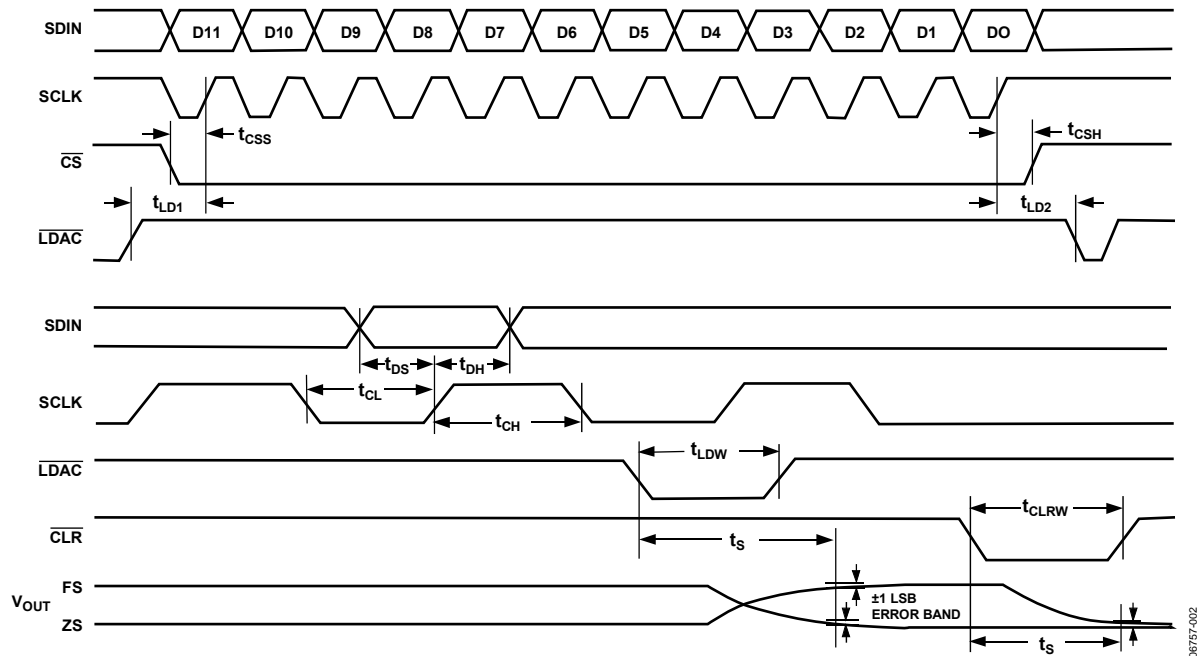 SDIN D11 D10 D9 D8 D7 D6 D5 D4 D3 D2 D1 DO
SCLK
tCSS tCSH
CS
tLD1 tLD2
LDAC
SDIN
tDS tDH
tCL
SCLK
tCH
LDAC tLDW
tCLRW
CLR
tS
FS
±1 LSB
ERROR BAND
VOUT
ZS
tS
06757-002